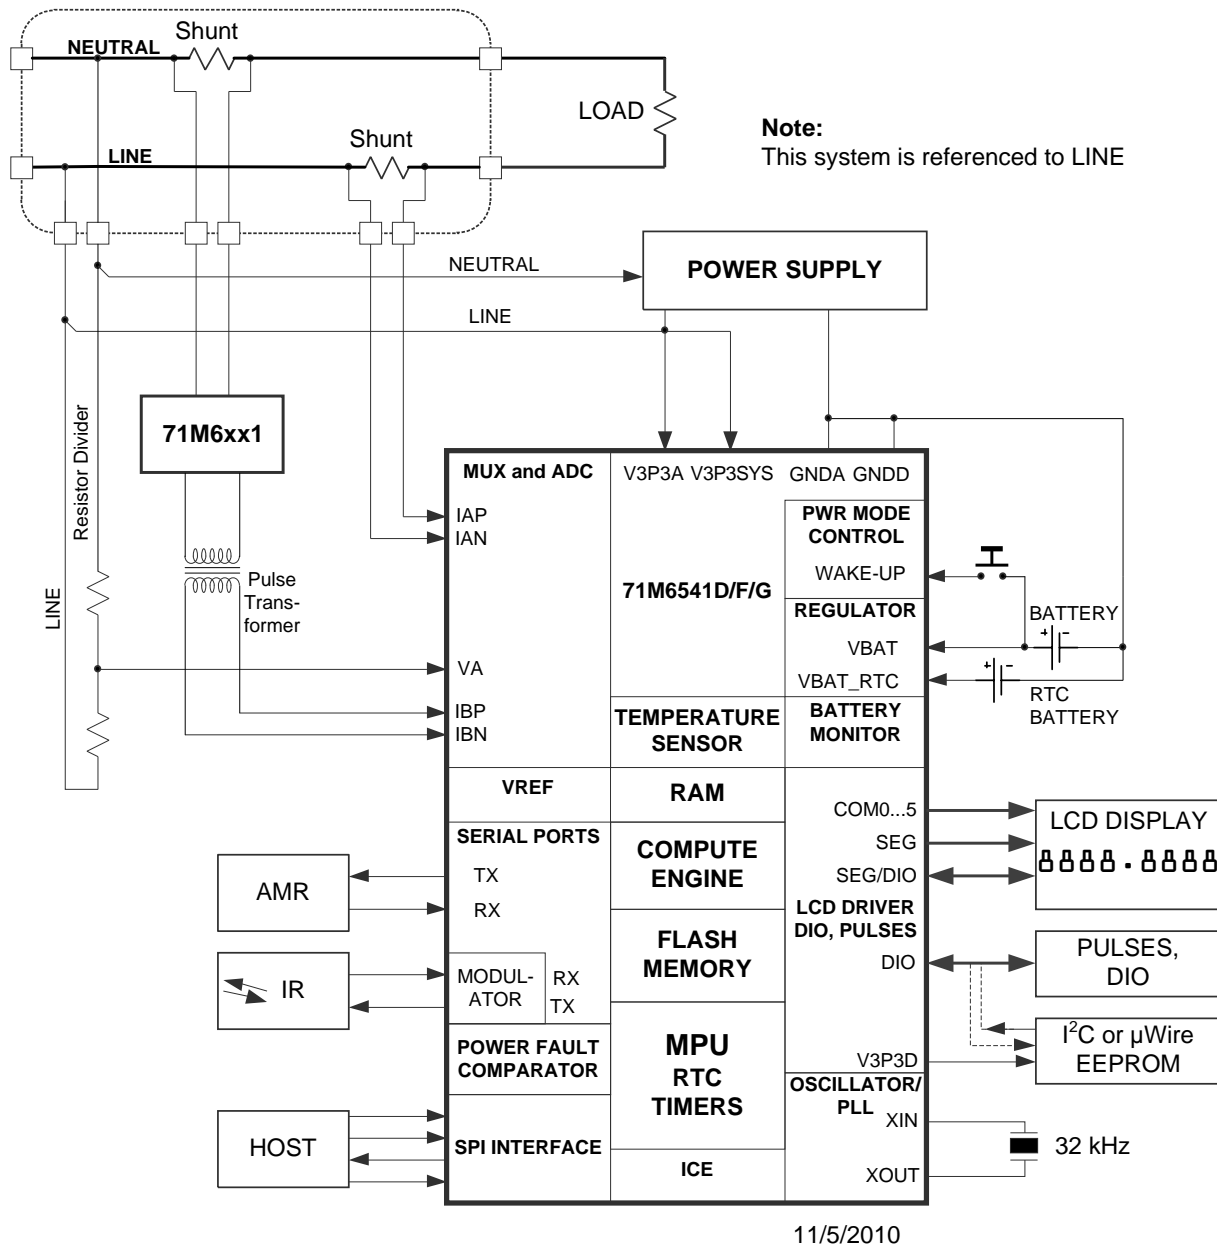 Shunt
NEUTRAL
LOAD
Note:
This system is referenced to LINE
Shunt
LINE
NEUTRAL
POWER SUPPLY
LINE
Resistor Divider
71M6xx1
MUX and ADC
V3P3A V3P3SYS GNDA GNDD
IAP
IAN
PWR MODE
CONTROL
WAKE-UP
71M6541D/F/G
Pulse
Trans-
former
LINE
REGULATOR
BATTERY
VBAT
VA
VBAT_RTC
RTC
BATTERY
IBP
IBN
TEMPERATURE
SENSOR
BATTERY
MONITOR
VREF
RAM
COM0...5
SEG
SEG/DIO
LCD DISPLAY
8888.8888
SERIAL PORTS
TX
RX
AMR
COMPUTE
ENGINE
LCD DRIVER
DIO, PULSES
DIO
PULSES,
DIO
FLASH
MEMORY
IR
MODUL-
ATOR
RX
TX
I²C or µWire
EEPROM
V3P3D
POWER FAULT
COMPARATOR
MPU
RTC
TIMERS
OSCILLATOR/
PLL
XIN
32 kHz
XOUT
HOST
SPI INTERFACE
ICE
11/5/2010